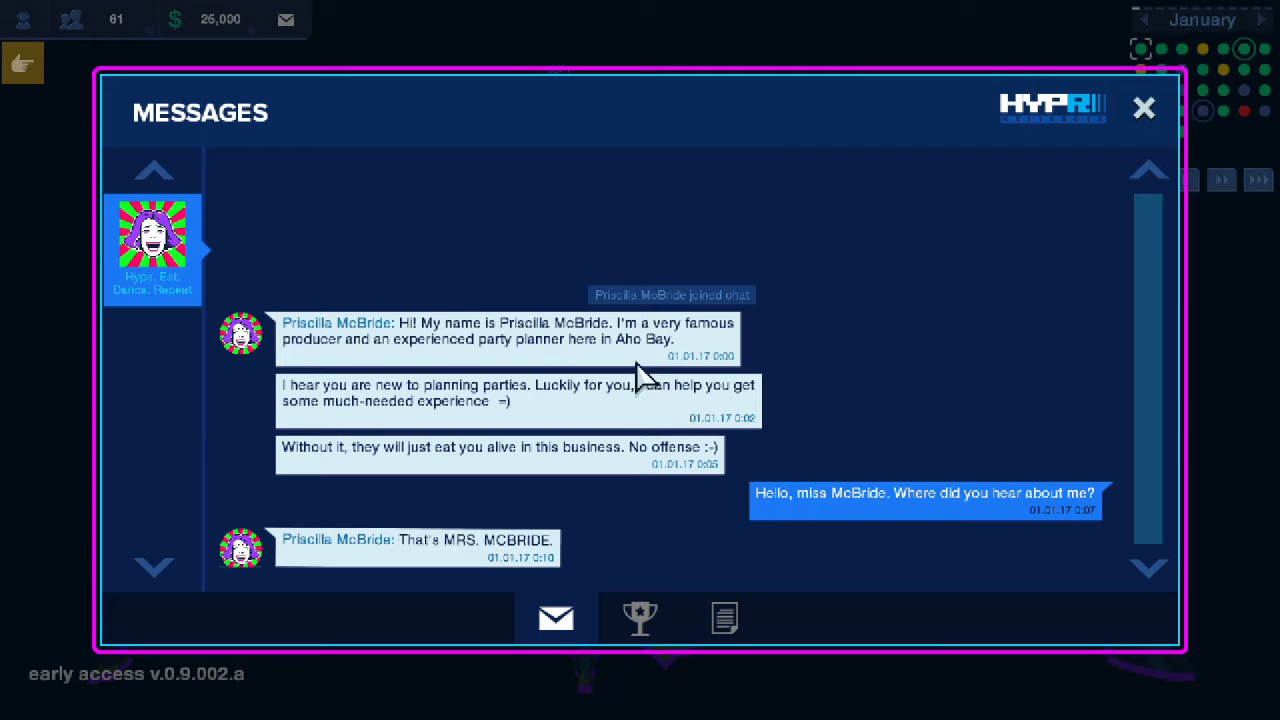 61
25,000
January
MESSAGES
HYPR
Hype. Eat.
Dance. Repeat
Priscilla McBride joined chat
Priscilla McBride: Hi! My name is Priscilla McBride. I'm a very famous
producer and an experienced party planner here in Aho Bay.
01.01.17 0:00
I hear you are new to planning parties. Luckily for you, can help you get
some much-needed experience =)
01.01.17 0:02
Without it, they will just eat you alive in this business. No offense :-)
01.01.17 0:05
Hello, miss McBride. Where did you hear about me?
01.01.17 0:07
Priscilla McBride: That's MRS. MCBRIDE.
01.01.17 0:10
early access v.0.9.002.a